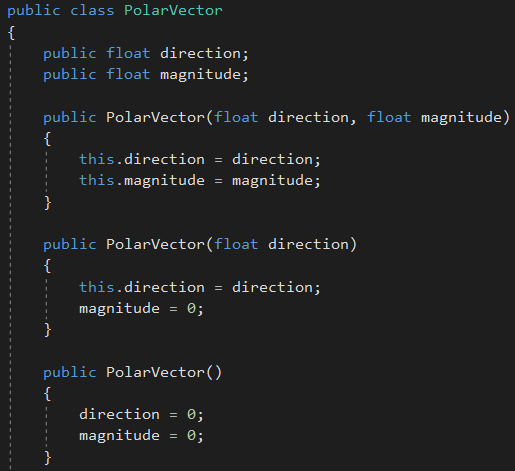 public class PolarVector
{
public float direction;
public float magnitude;
public PolarVector(float direction, float magnitude)
{
this.direction = direction;
this.magnitude = magnitude;
}
public PolarVector(float direction)
{
this.direction = direction;
magnitude = 0;
}
public PolarVector()
{
direction = 0;
magnitude = 0;
}